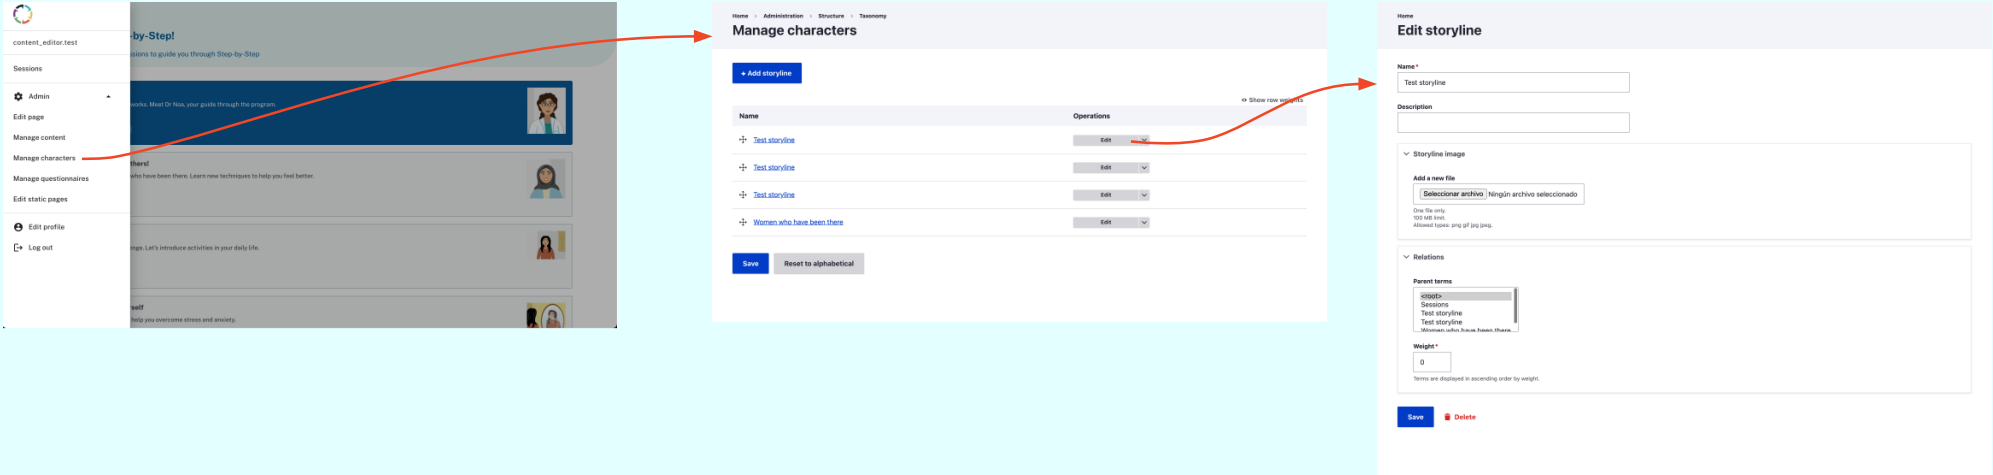 content_editor.test
Sessions
Admin
Edit page
Manage content
Manage characters
Manage questionnaires
Edit static pages
Edit profile
Log out
-by-Step!
sions to guide you through Step-by-Step
works. Meet Dr Noa, your guide through the program.
thers!
who have been there. Learn new techniques to help you feel better.
ngs. Let's introduce activities in your daily life.
rself
help you overcome stress and anxiety.
Home > Administration > Structure > Taxonomy
Manage characters
+ Add storyline
Show row weights
Name Operations
Test storyline Edit
Test storyline Edit
Test storyline Edit
Women who have been there Edit
Save Reset to alphabetical
Home
Edit storyline
Name*
Test storyline
Description
Storyline image
Add a new file
Seleccionar archivo Ningún archivo seleccionado
One file only.
100 MB limit.
Allowed types: png gif jpg jpeg.
Relations
Parent terms
<root>
Sessions
Test storyline
Test storyline
Women who have been there
Weight*
0
Terms are displayed in ascending order by weight.
Save Delete